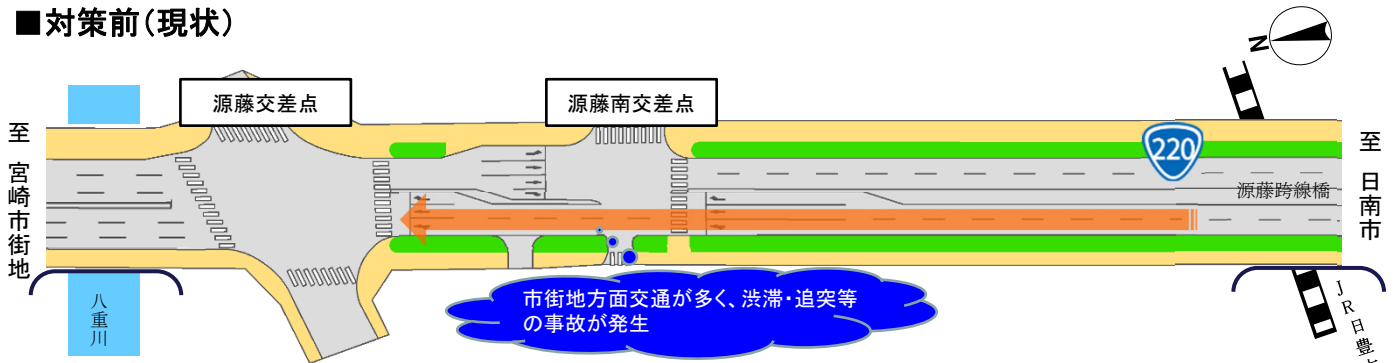 ■対策前(現状)
N
源藤交差点
源藤南交差点
至 宮崎市街地
220
至 日南市
源藤跨線橋
市街地方面交通が多く、渋滞・追突等
の事故が発生
八重川
JR日豊